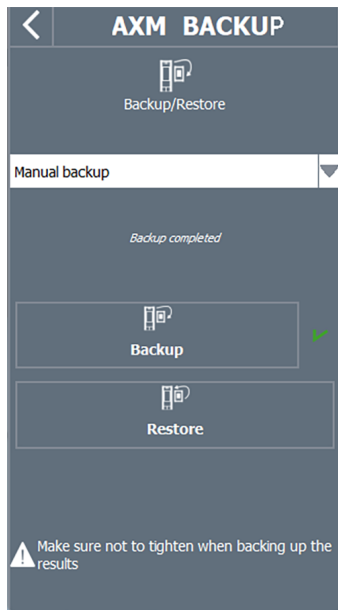 AXM BACKUP
Backup/Restore
Manual backup
Backup completed
Backup
Restore
Make sure not to tighten when backing up the
results